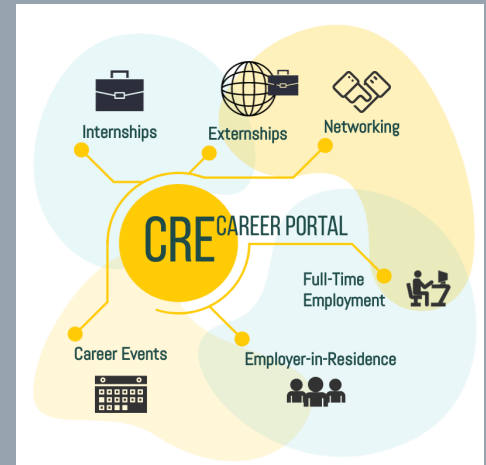 Internships
Externships
Networking
CRE CAREER PORTAL
Full-Time
Employment
Career Events
Employer-in-Residence